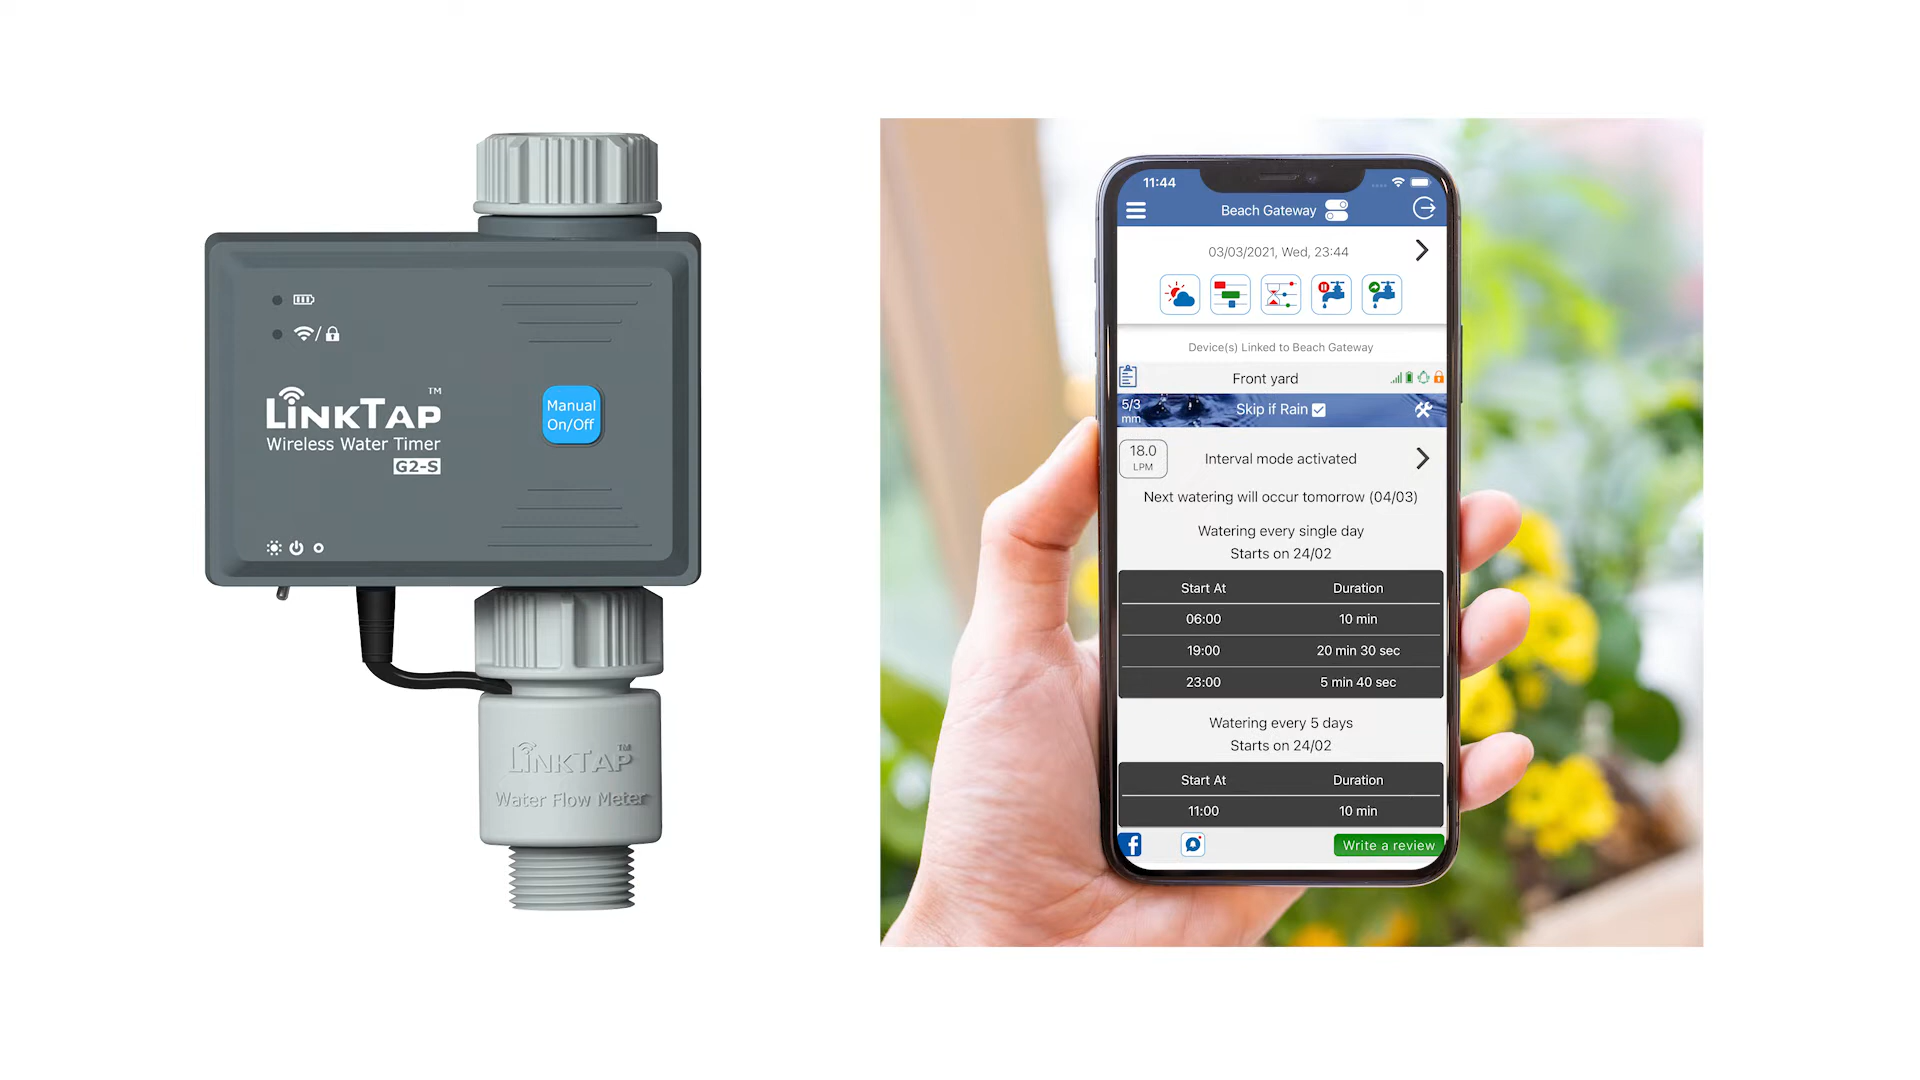 LINKTAP™
Wireless Water Timer
G2-S
Manual
On/Off
LINKTAP™
Water Flow Meter
11:44
Beach Gateway
03/03/2021, Wed, 23:44
Device(s) Linked to Beach Gateway
Front yard
5/3
mm
Skip if Rain
18.0
LPM
Interval mode activated
Next watering will occur tomorrow (04/03)
Watering every single day
Starts on 24/02
Start At Duration
06:00 10 min
19:00 20 min 30 sec
23:00 5 min 40 sec
Watering every 5 days
Starts on 24/02
Start At Duration
11:00 10 min
Write a review